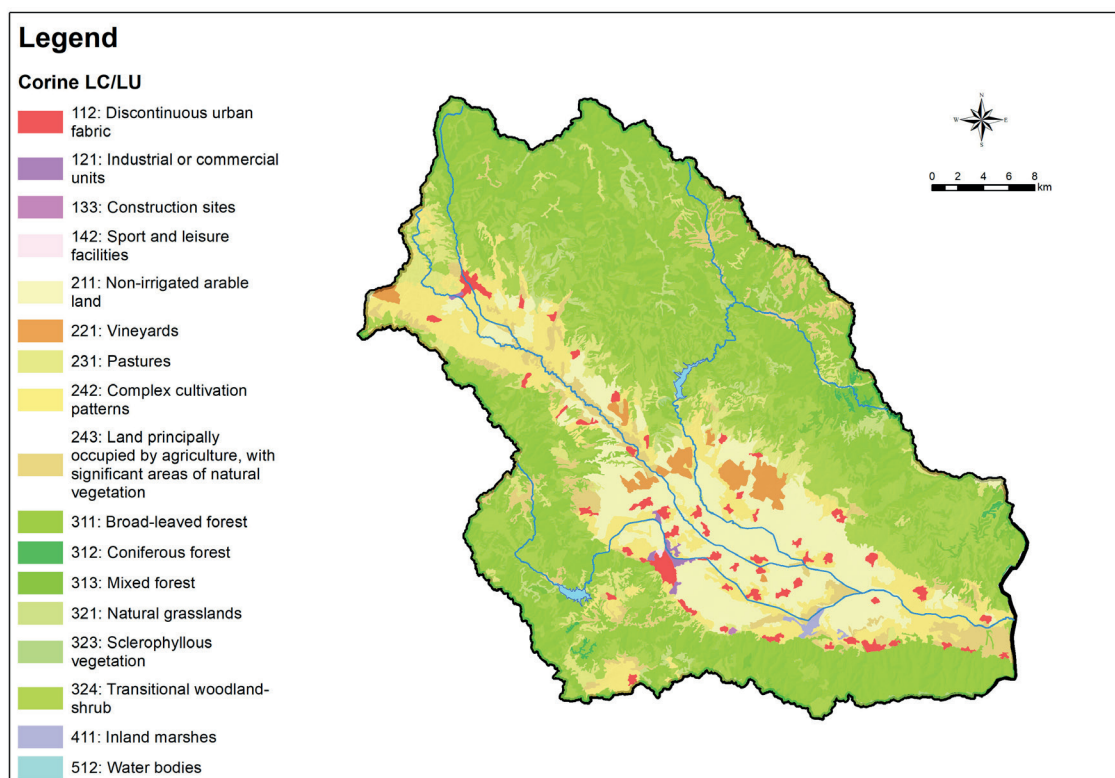 Legend
Corine LC/LU
112: Discontinuous urban
fabric
121: Industrial or commercial
units
133: Construction sites
142: Sport and leisure
facilities
211: Non-irrigated arable
land
221: Vineyards
231: Pastures
242: Complex cultivation
patterns
243: Land principally
occupied by agriculture, with
significant areas of natural
vegetation
311: Broad-leaved forest
312: Coniferous forest
313: Mixed forest
321: Natural grasslands
323: Sclerophyllous
vegetation
324: Transitional woodland-
shrub
411: Inland marshes
512: Water bodies
N
W E
S
0 2 4 6 8
km